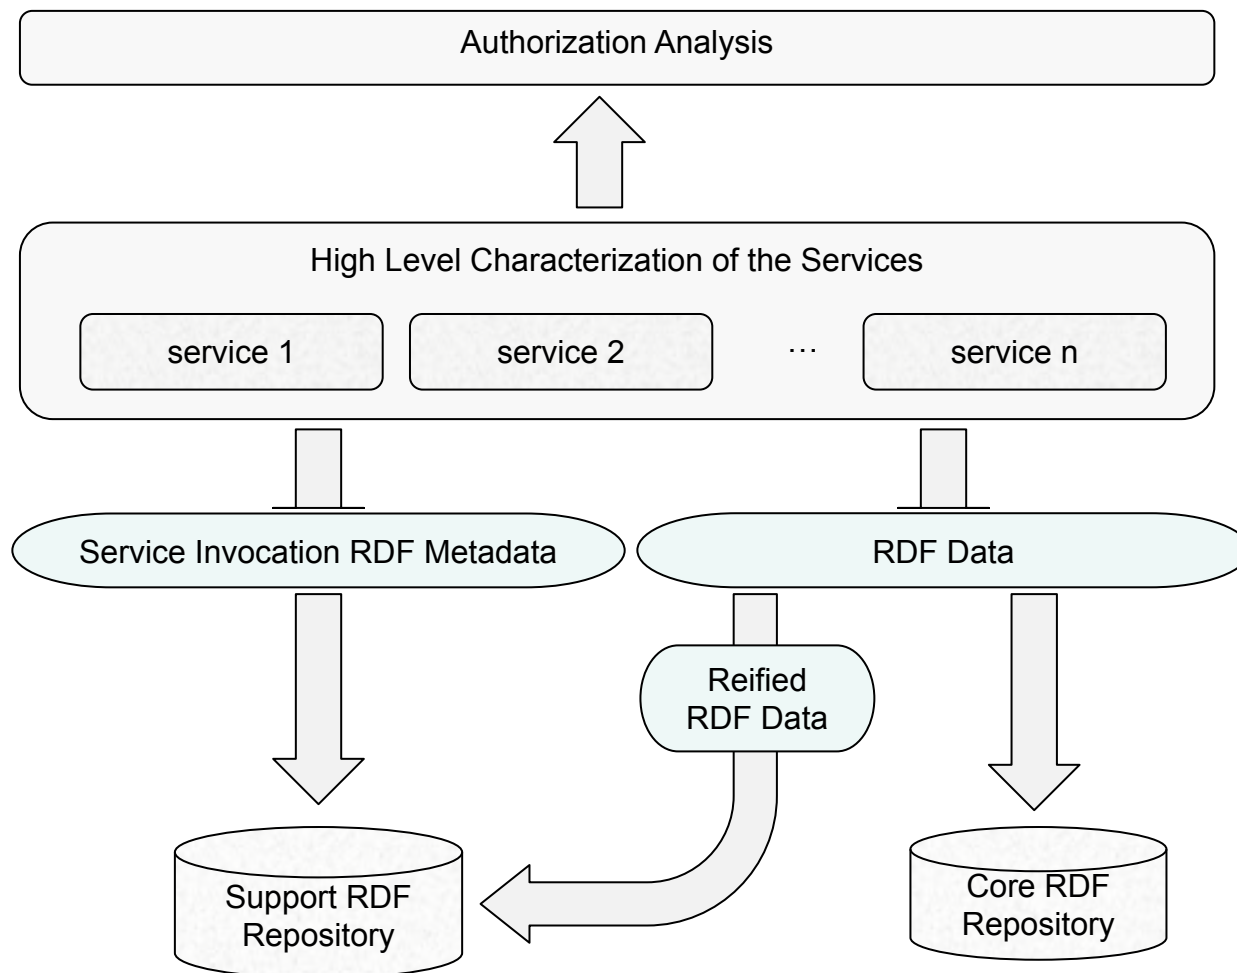 Authorization Analysis
High Level Characterization of the Services
service 1
service 2
...
service n
Service Invocation RDF Metadata
RDF Data
Reified
RDF Data
Support RDF
Repository
Core RDF
Repository